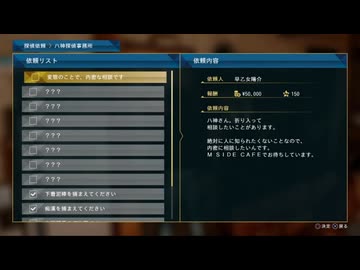 探偵依頼 / 八神探偵事務所
依頼リスト
変態のことで、内密な相談です
？？？
？？？
？？？
？？？
？？？
？？？
？？？
下着泥棒を捕まえてください
痴漢を捕まえてください
依頼内容
依頼人 早乙女陽介
報酬 ¥50,000 ★ 150
依頼内容
八神さん。折り入って
相談したいことがあります。
絶対に人に知られたくないことなので、
内密に相談したいんです。
M SIDE CAFEでお待ちしています。
決定 戻る